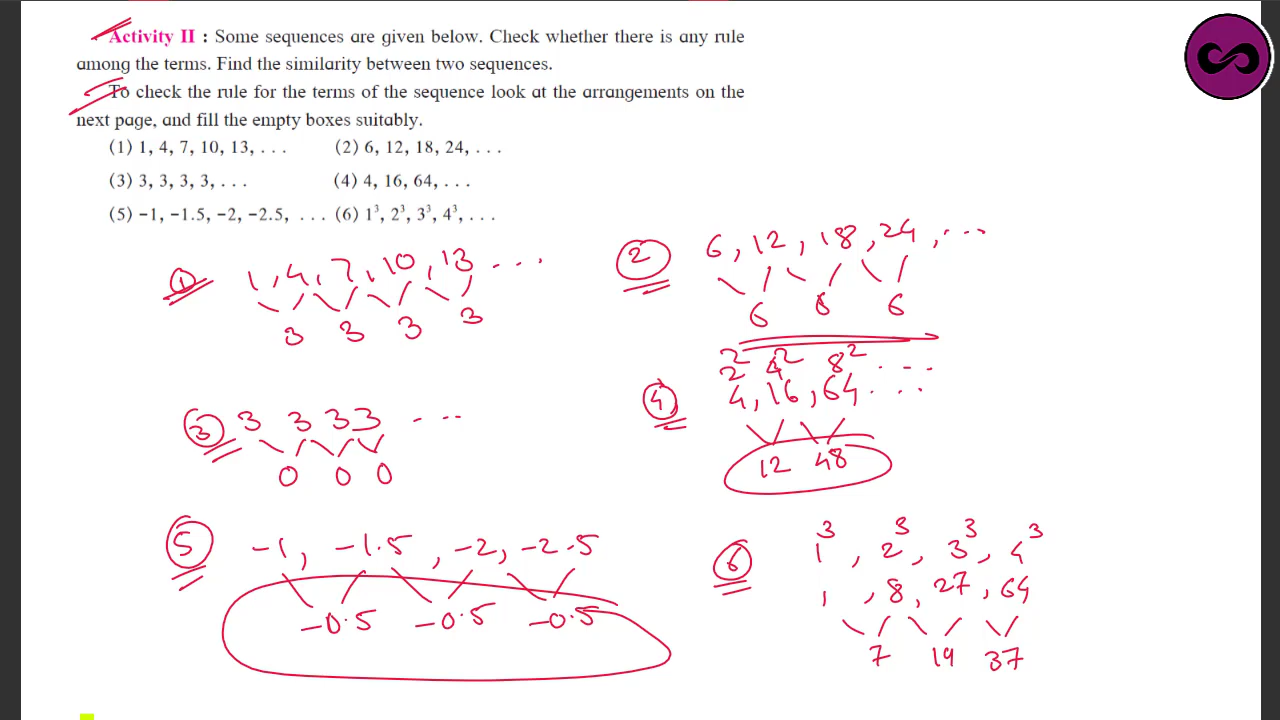 Activity II : Some sequences are given below. Check whether there is any rule
among the terms. Find the similarity between two sequences.
To check the rule for the terms of the sequence look at the arrangements on the
next page, and fill the empty boxes suitably.
(1) 1, 4, 7, 10, 13, . . .
(2) 6, 12, 18, 24, . . .
(3) 3, 3, 3, 3, . . .
(4) 4, 16, 64, . . .
(5) −1, −1.5, −2, −2.5, . . .
(6) 1³, 2³, 3³, 4³, . . .
① 1, 4, 7, 10, 13 ...
3 3 3 3
② 6, 12, 18, 24, ...
6 6 6
③ 3 3 3 3 ...
0 0 0
2² 4² 8² ....
④ 4, 16, 64 ...
12 48
⑤ -1, -1.5, -2, -2.5
-0.5 -0.5 -0.5
⑥ 1³, 2³, 3³, 4³
1, 8, 27, 64
7 19 37